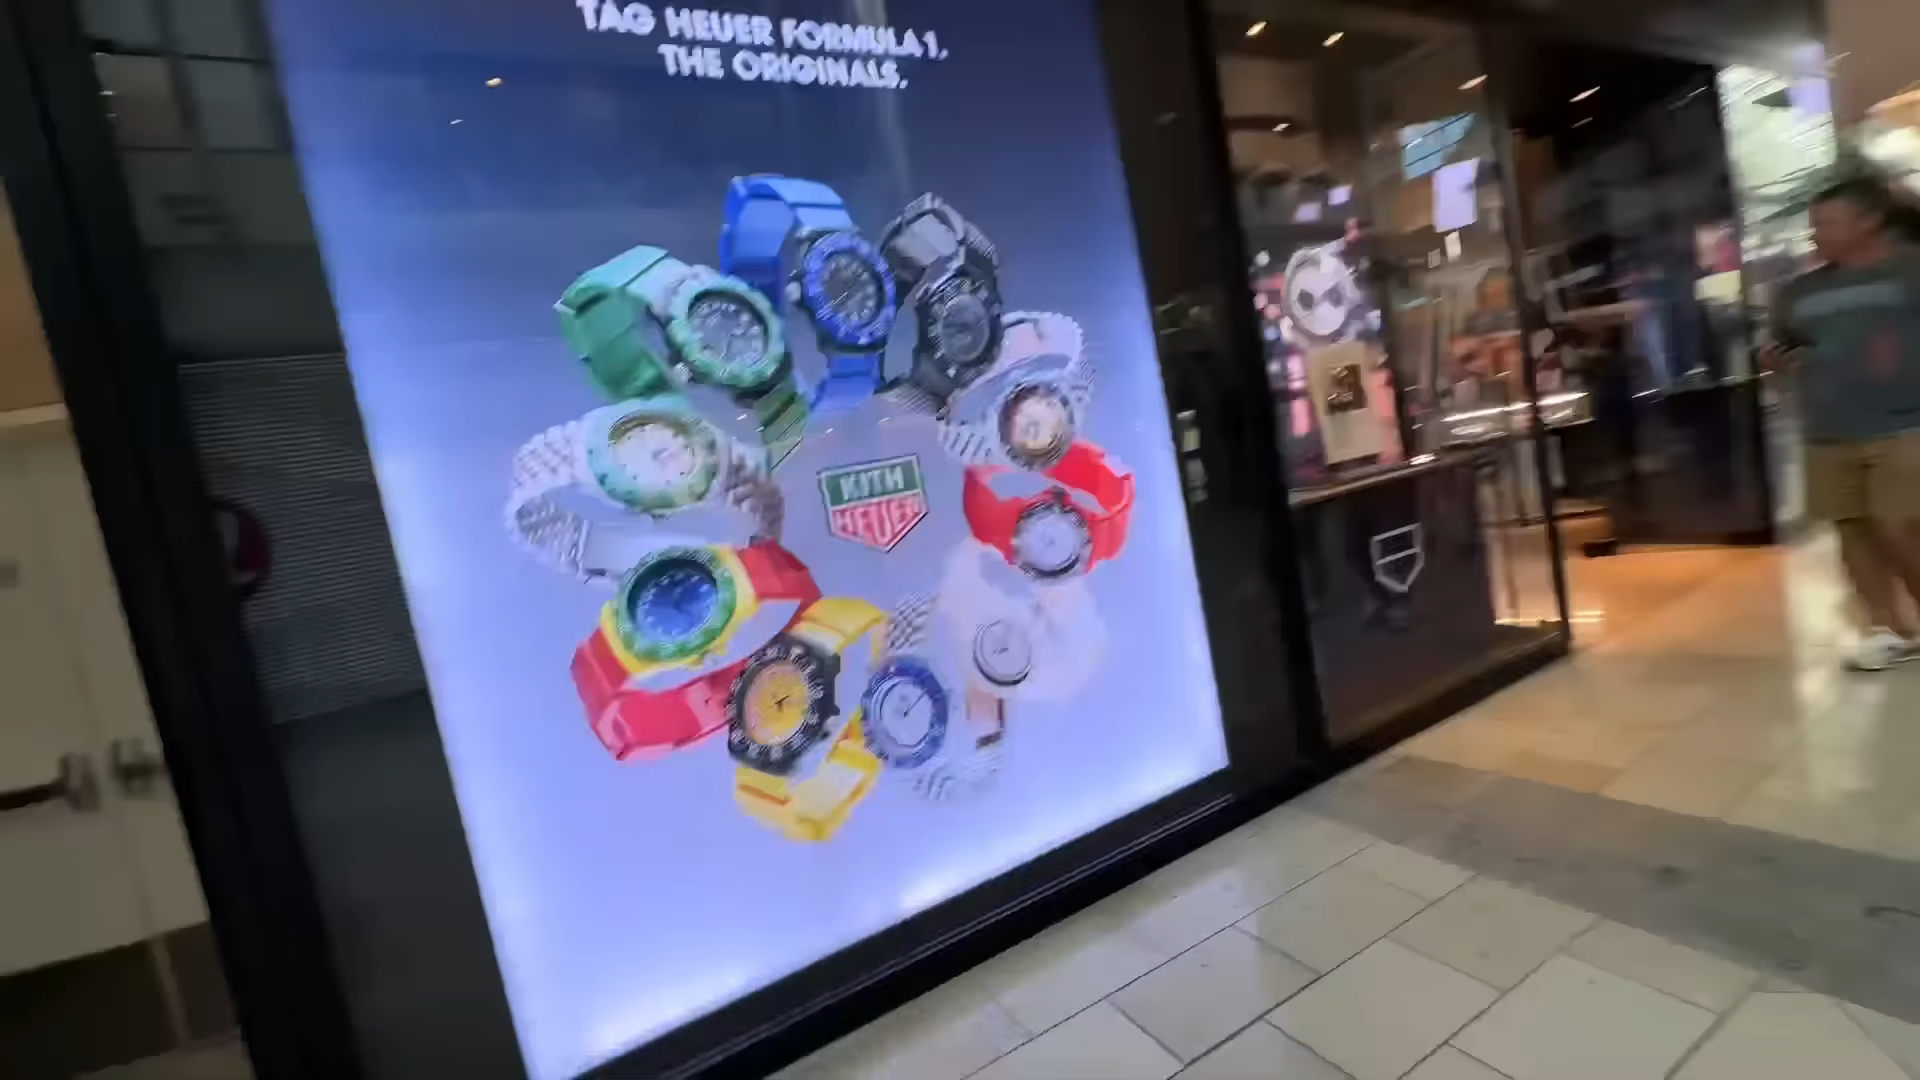 TAG HEUER FORMULA 1.
THE ORIGINALS.
KITH
HEUER